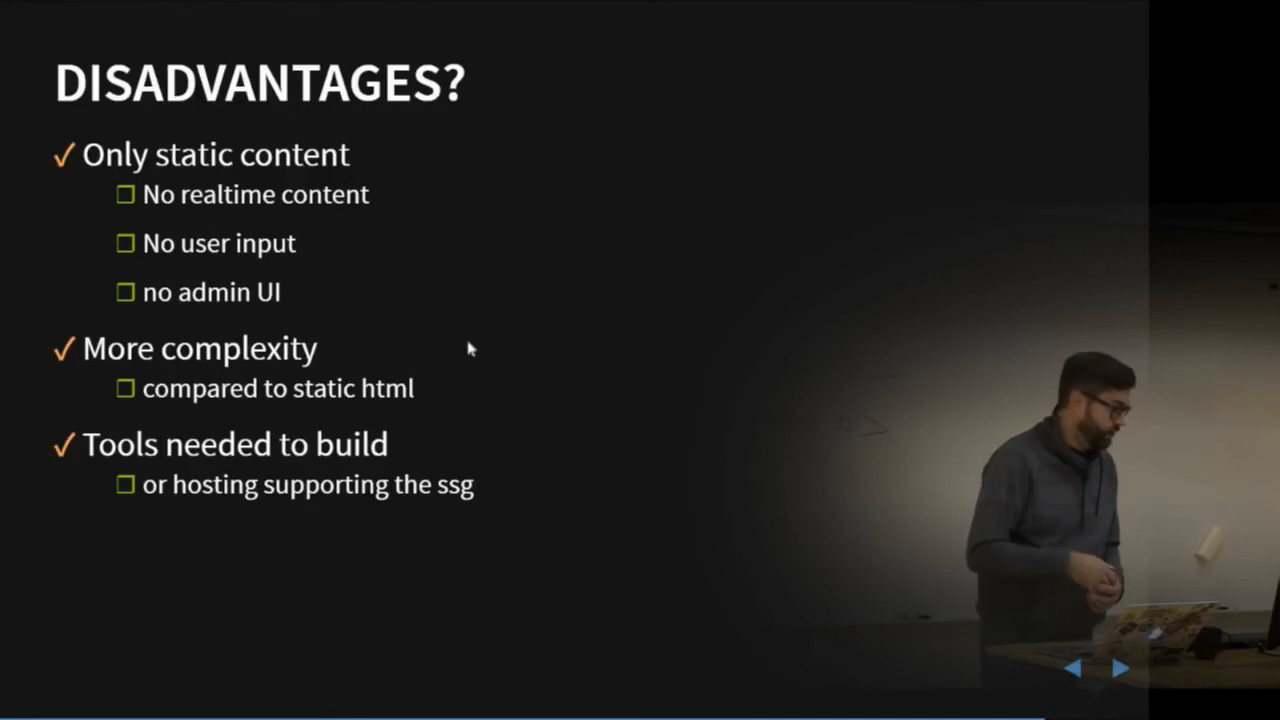 DISADVANTAGES?
✓ Only static content
❐ No realtime content
❐ No user input
❐ no admin UI
✓ More complexity
❐ compared to static html
✓ Tools needed to build
❐ or hosting supporting the ssg